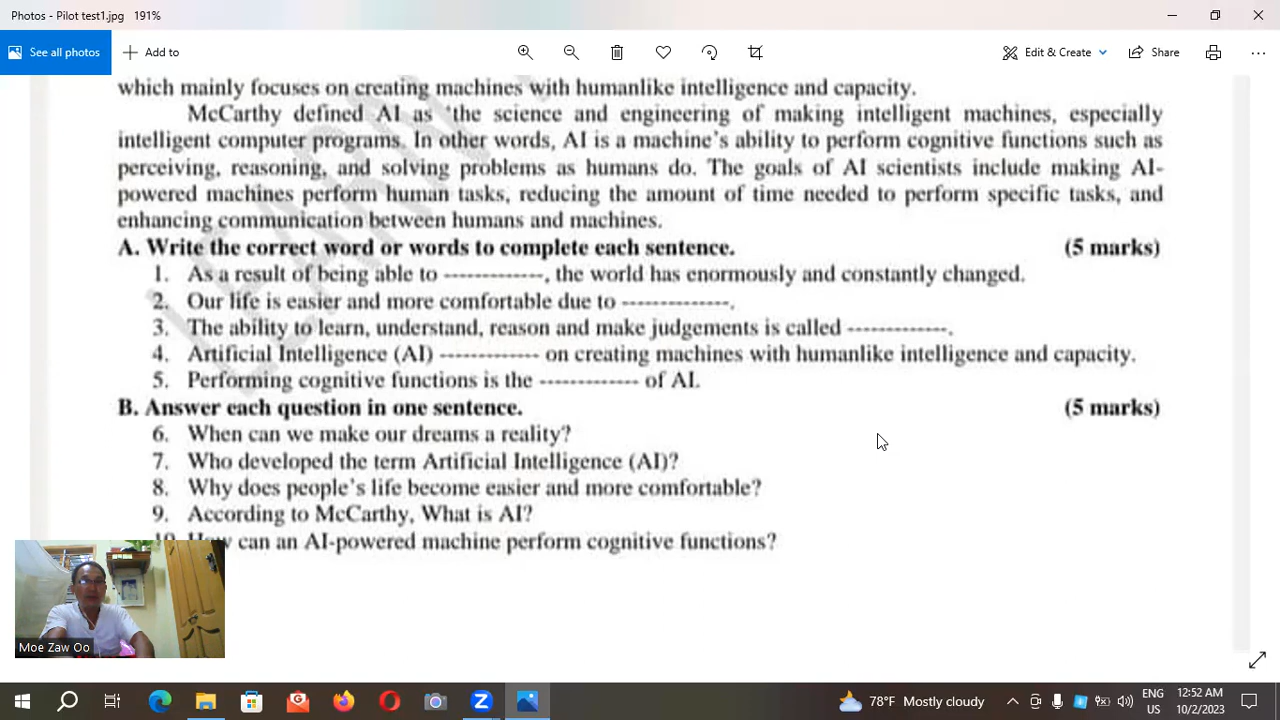 Photos - Pilot test1.jpg 191%
See all photos
Add to
Edit & Create
Share
which mainly focuses on creating machines with humanlike intelligence and capacity.
McCarthy defined AI as 'the science and engineering of making intelligent machines, especially
intelligent computer programs. In other words, AI is a machine's ability to perform cognitive functions such as
perceiving, reasoning, and solving problems as humans do. The goals of AI scientists include making AI-
powered machines perform human tasks, reducing the amount of time needed to perform specific tasks, and
enhancing communication between humans and machines.
A. Write the correct word or words to complete each sentence. (5 marks)
1. As a result of being able to -------------, the world has enormously and constantly changed.
2. Our life is easier and more comfortable due to --------------.
3. The ability to learn, understand, reason and make judgements is called -------------.
4. Artificial Intelligence (AI) ------------- on creating machines with humanlike intelligence and capacity.
5. Performing cognitive functions is the ------------- of AI.
B. Answer each question in one sentence. (5 marks)
6. When can we make our dreams a reality?
7. Who developed the term Artificial Intelligence (AI)?
8. Why does people's life become easier and more comfortable?
9. According to McCarthy, What is AI?
10. How can an AI-powered machine perform cognitive functions?
Moe Zaw Oo
78°F Mostly cloudy
ENG
US
12:52 AM
10/2/2023